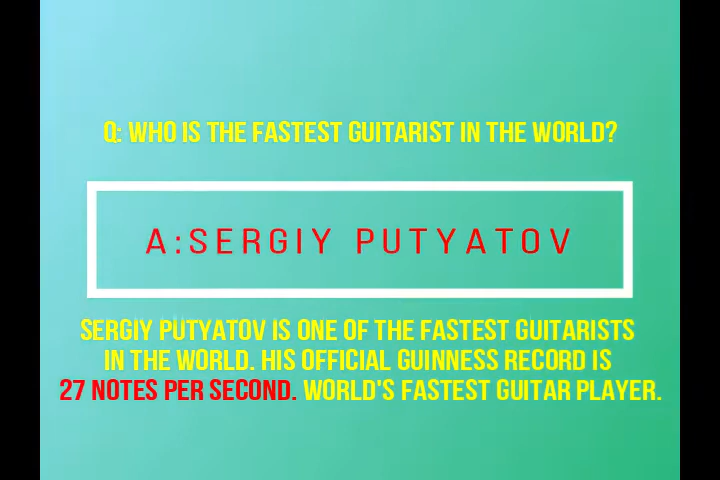 Q: WHO IS THE FASTEST GUITARIST IN THE WORLD?
A:SERGIY PUTYATOV
SERGIY PUTYATOV IS ONE OF THE FASTEST GUITARISTS
IN THE WORLD. HIS OFFICIAL GUINNESS RECORD IS
27 NOTES PER SECOND. WORLD'S FASTEST GUITAR PLAYER.